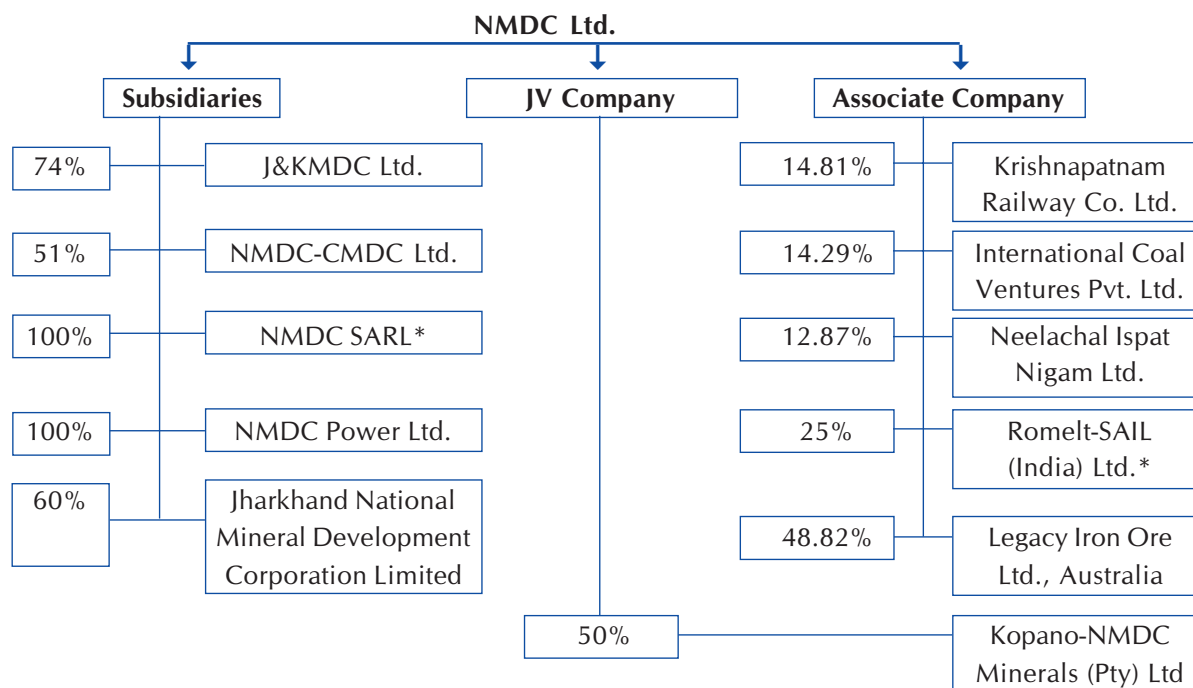 NMDC Ltd.
Subsidiaries
JV Company
Associate Company
74%
J&KMDC Ltd.
51%
NMDC-CMDC Ltd.
100%
NMDC SARL*
100%
NMDC Power Ltd.
60%
Jharkhand National
Mineral Development
Corporation Limited
14.81%
Krishnapatnam
Railway Co. Ltd.
14.29%
International Coal
Ventures Pvt. Ltd.
12.87%
Neelachal Ispat
Nigam Ltd.
25%
Romelt-SAIL
(India) Ltd.*
48.82%
Legacy Iron Ore
Ltd., Australia
50%
Kopano-NMDC
Minerals (Pty) Ltd